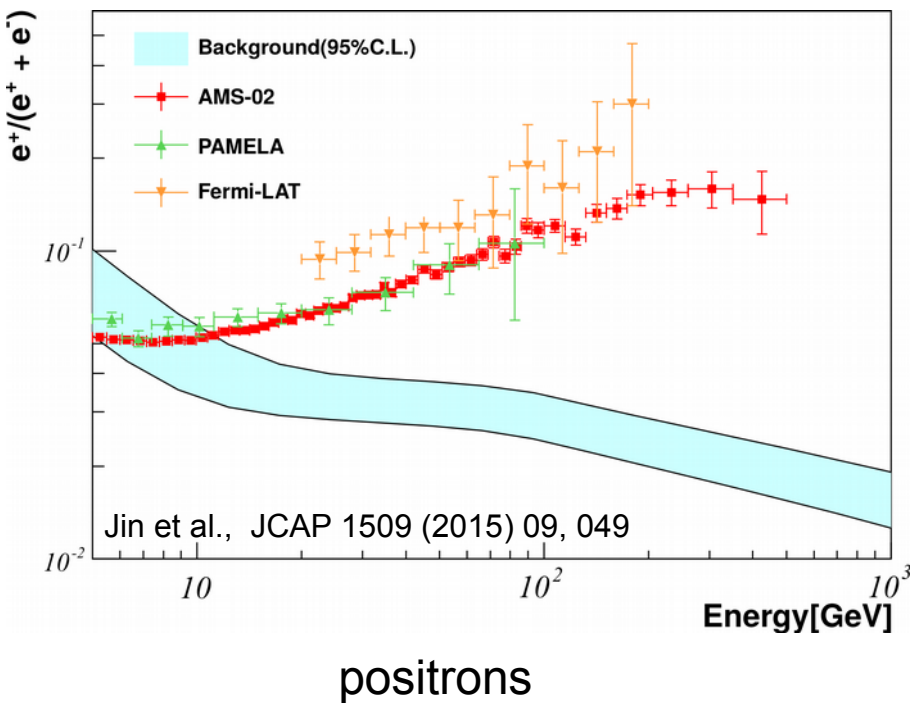 e⁺/(e⁺ + e⁻)
Background(95%C.L.)
AMS-02
PAMELA
Fermi-LAT
10⁻¹
Jin et al., JCAP 1509 (2015) 09, 049
10⁻²
10 10² 10³
Energy[GeV]
positrons